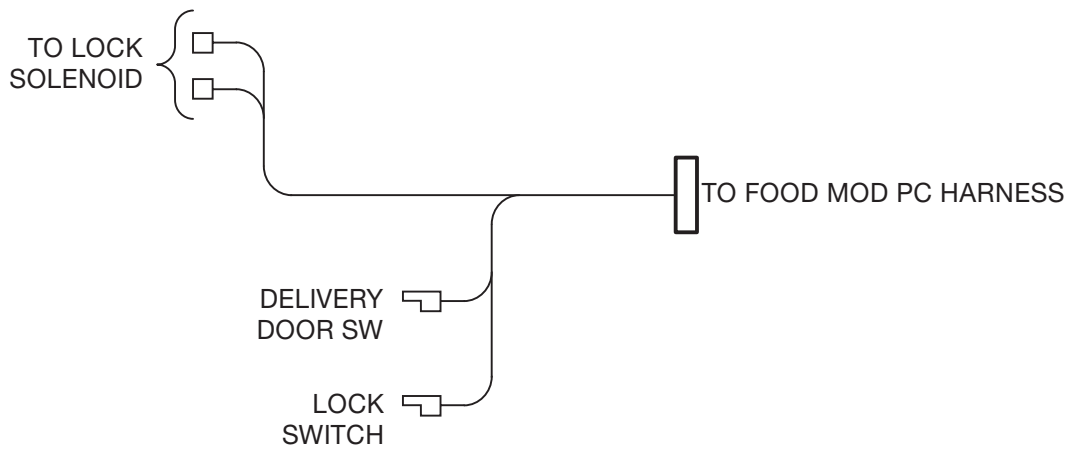 TO LOCK
SOLENOID
TO FOOD MOD PC HARNESS
DELIVERY
DOOR SW
LOCK
SWITCH